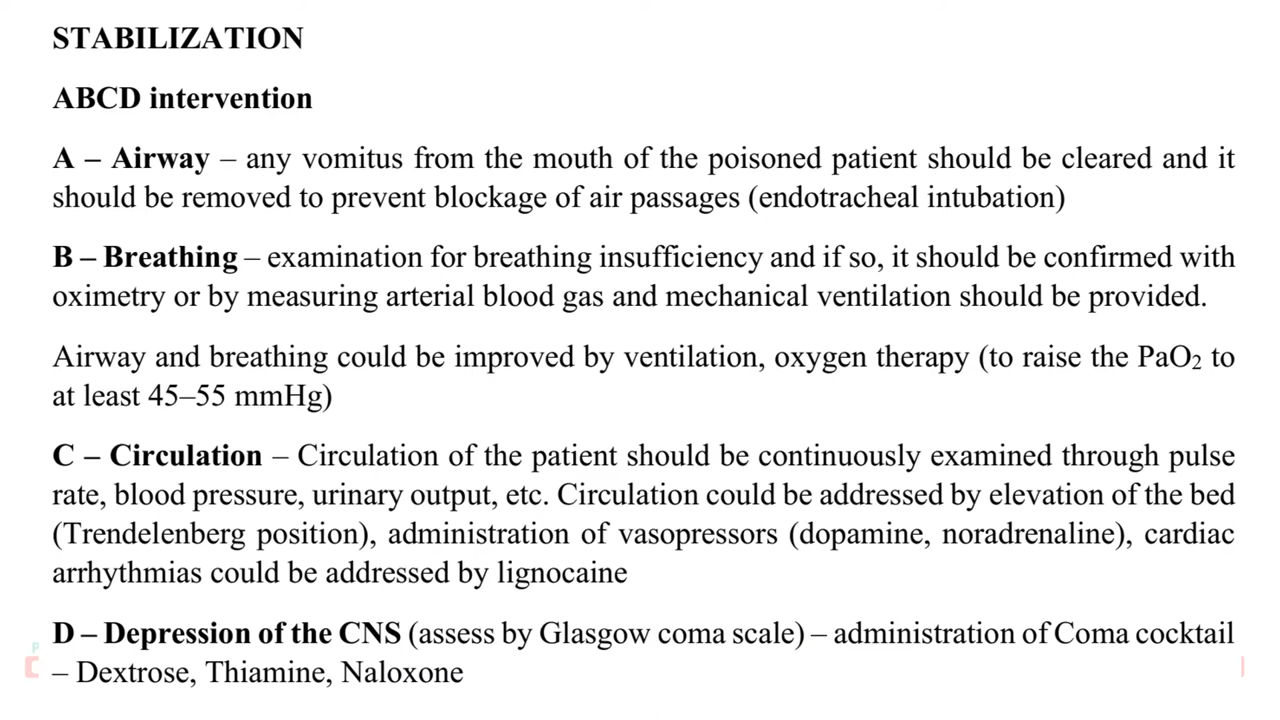 STABILIZATION
ABCD intervention
A – Airway – any vomitus from the mouth of the poisoned patient should be cleared and it
should be removed to prevent blockage of air passages (endotracheal intubation)
B – Breathing – examination for breathing insufficiency and if so, it should be confirmed with
oximetry or by measuring arterial blood gas and mechanical ventilation should be provided.
Airway and breathing could be improved by ventilation, oxygen therapy (to raise the PaO2 to
at least 45–55 mmHg)
C – Circulation – Circulation of the patient should be continuously examined through pulse
rate, blood pressure, urinary output, etc. Circulation could be addressed by elevation of the bed
(Trendelenberg position), administration of vasopressors (dopamine, noradrenaline), cardiac
arrhythmias could be addressed by lignocaine
D – Depression of the CNS (assess by Glasgow coma scale) – administration of Coma cocktail
– Dextrose, Thiamine, Naloxone